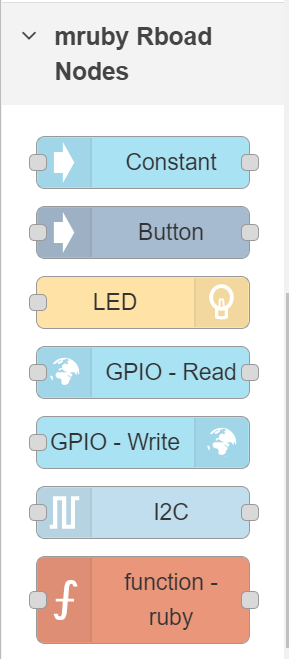 mruby Rboad
Nodes
Constant
Button
LED
GPIO - Read
GPIO - Write
I2C
function -
ruby